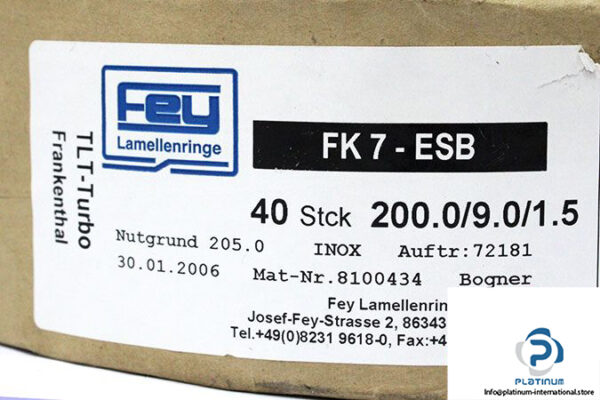 Fey
Lamellenringe
FK 7 - ESB
TLT-Turbo
Frankenthal
40 Stck 200.0/9.0/1.5
Nutgrund 205.0 INOX Auftr:72181
30.01.2006 Mat-Nr.8100434 Bogner
Fey Lamellenrin
Josef-Fey-Strasse 2, 8634
Tel.+49(0)8231 9618-0, Fax:+4
PLATINUM
Info@platinum-international.store